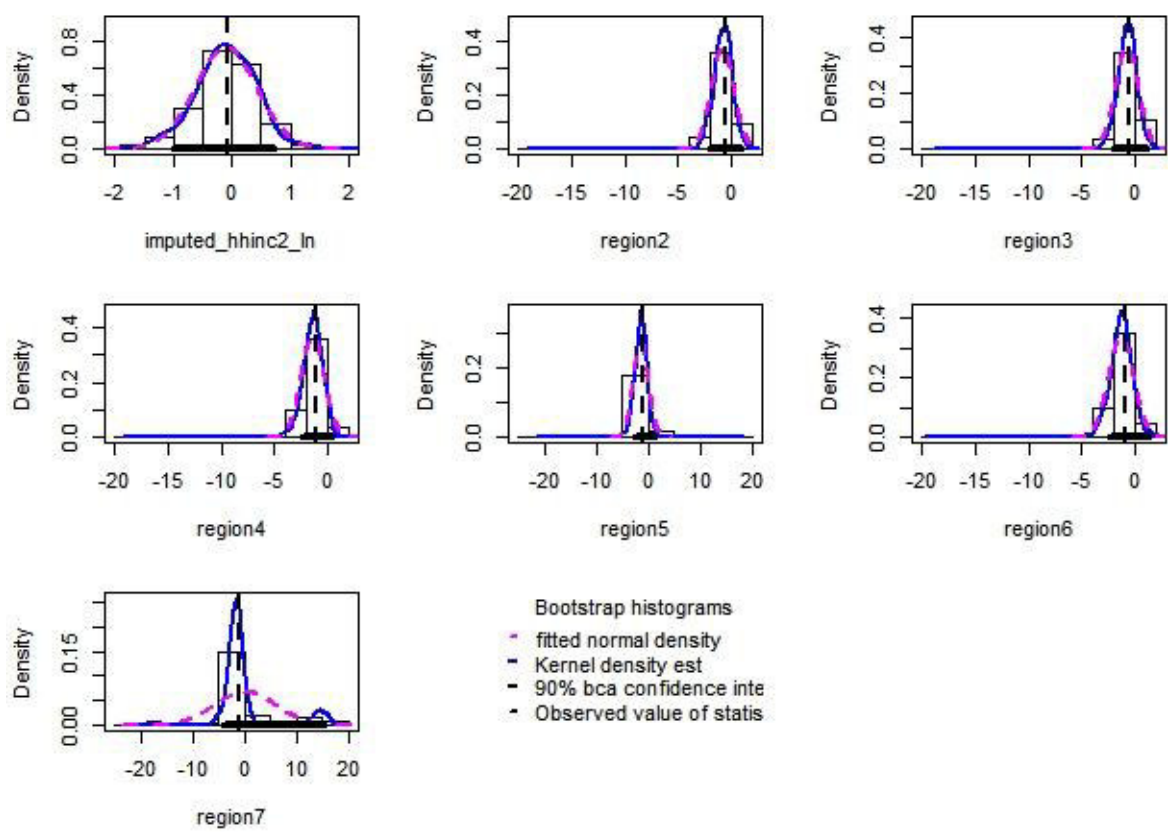 Density
0.0 0.4 0.8
-2 -1 0 1 2
imputed_hhinc2_ln
Density
0.0 0.2 0.4
-20 -15 -10 -5 0
region2
Density
0.0 0.2 0.4
-20 -15 -10 -5 0
region3
Density
0.0 0.2 0.4
-20 -15 -10 -5 0
region4
Density
0.0 0.2
-20 -10 0 10 20
region5
Density
0.0 0.2 0.4
-20 -15 -10 -5 0
region6
Density
0.00 0.15
-20 -10 0 10 20
region7
Bootstrap histograms
fitted normal density
Kernel density est
90% bca confidence inte
Observed value of statis